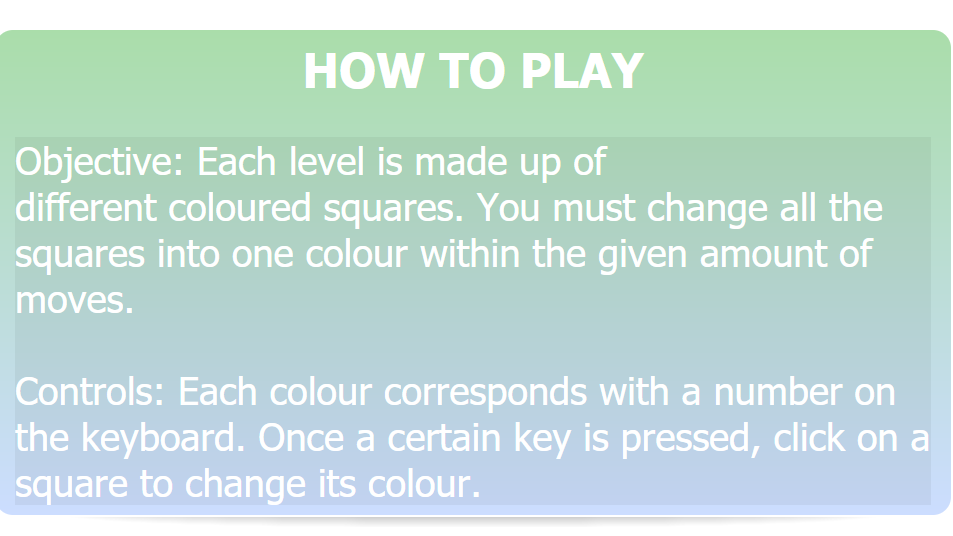 HOW TO PLAY
Objective: Each level is made up of
different coloured squares. You must change all the
squares into one colour within the given amount of
moves.
Controls: Each colour corresponds with a number on
the keyboard. Once a certain key is pressed, click on a
square to change its colour.